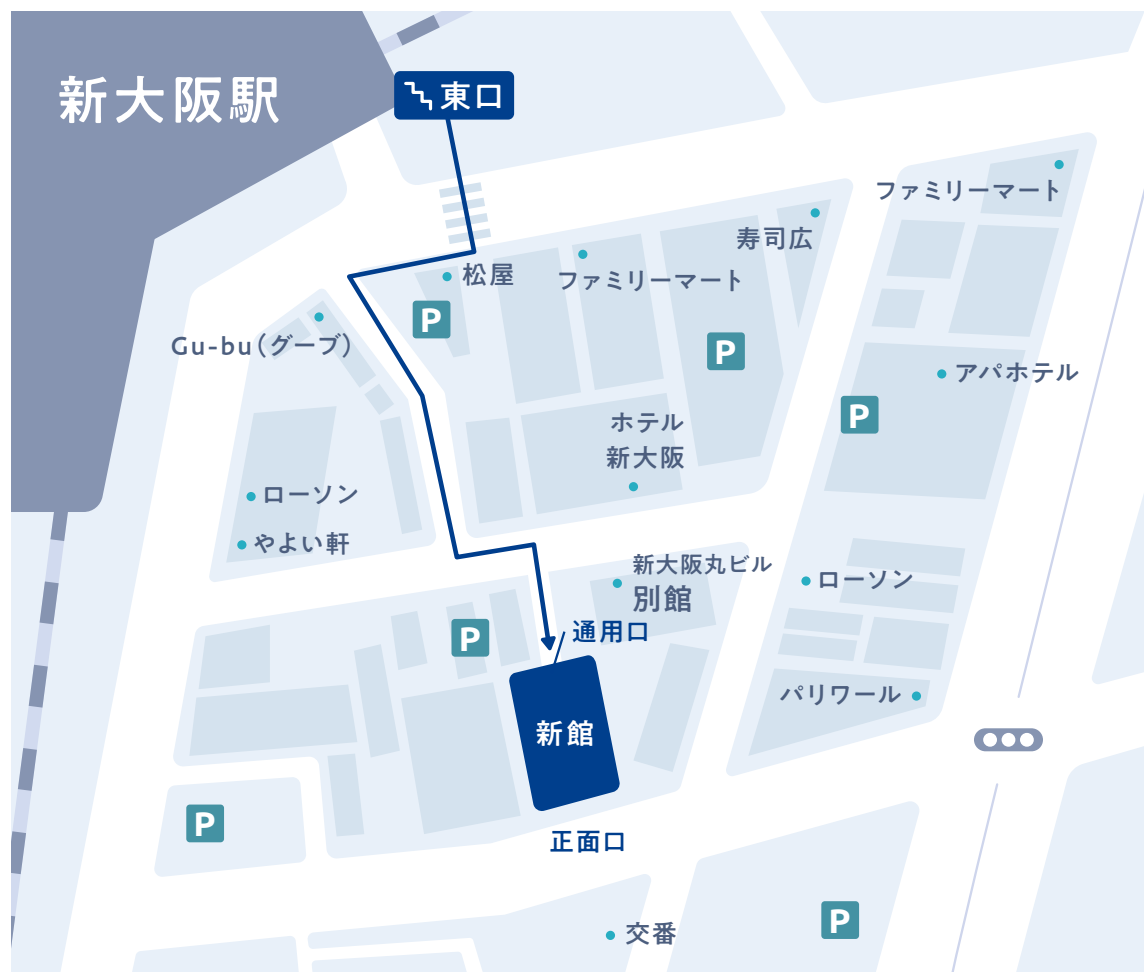 新大阪駅
東口
ファミリーマート
寿司広
松屋
ファミリーマート
P
P
Gu-bu(グーブ)
アパホテル
P
ホテル
新大阪
ローソン
やよい軒
新大阪丸ビル
別館
ローソン
P
通用口
パリワール
新館
P
正面口
P
交番